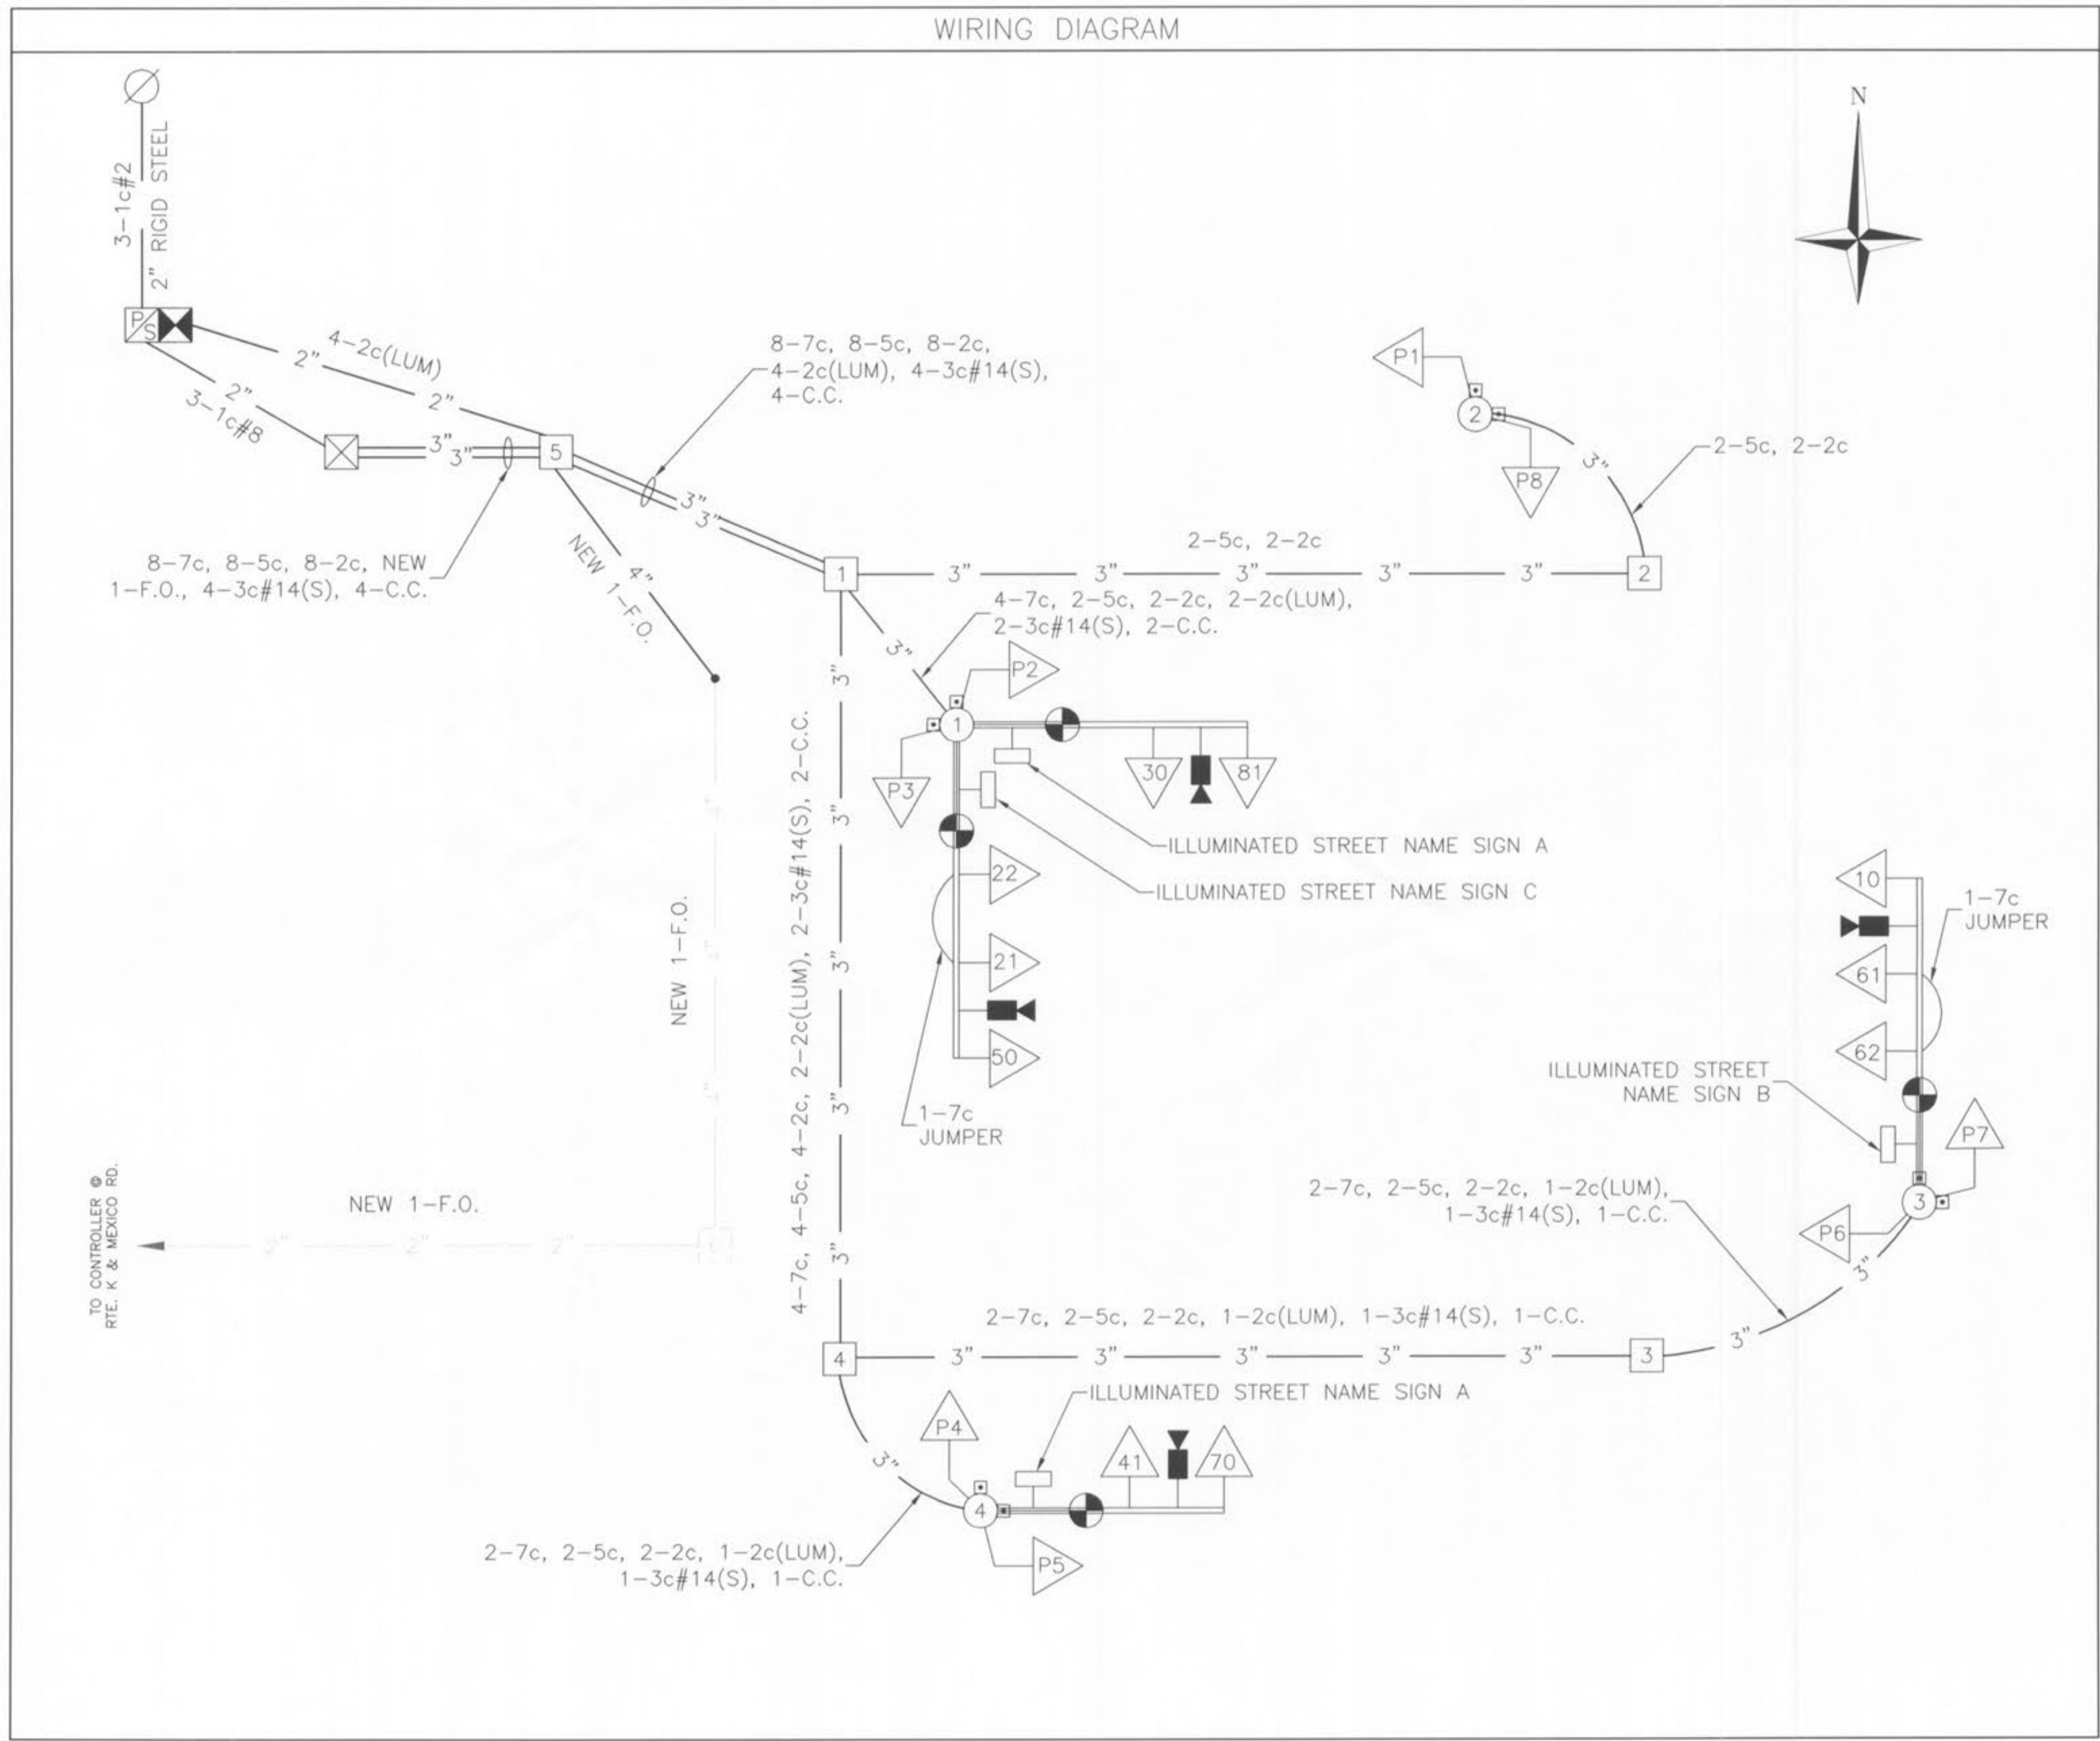 WIRING DIAGRAM
N
3-1c#2
2" RIGID STEEL
P/S
4-2c(LUM)
2"
2"
2"
3-1c#8
8-7c, 8-5c, 8-2c,
4-2c(LUM), 4-3c#14(S),
4-C.C.
3"
3"
5
3"
3"
8-7c, 8-5c, 8-2c, NEW
1-F.O., 4-3c#14(S), 4-C.C.
4"
NEW 1-F.O.
P1
2
P8
3"
2-5c, 2-2c
2-5c, 2-2c
1
3"
3"
3"
3"
3"
2
4-7c, 2-5c, 2-2c, 2-2c(LUM),
2-3c#14(S), 2-C.C.
3"
P2
1
P3
30
81
ILLUMINATED STREET NAME SIGN A
ILLUMINATED STREET NAME SIGN C
22
21
50
1-7c
JUMPER
3"
3"
3"
3"
3"
4-7c, 4-5c, 4-2c, 2-2c(LUM), 2-3c#14(S), 2-C.C.
NEW 1-F.O.
4"
4"
4"
10
1-7c
JUMPER
61
62
ILLUMINATED STREET
NAME SIGN B
P7
3
P6
2-7c, 2-5c, 2-2c, 1-2c(LUM),
1-3c#14(S), 1-C.C.
3"
3"
TO CONTROLLER @
RTE. K & MEXICO RD.
NEW 1-F.O.
2"
2"
2"
2-7c, 2-5c, 2-2c, 1-2c(LUM), 1-3c#14(S), 1-C.C.
4
3"
3"
3"
3"
3"
3
ILLUMINATED STREET NAME SIGN A
P4
41
70
3"
4
P5
2-7c, 2-5c, 2-2c, 1-2c(LUM),
1-3c#14(S), 1-C.C.